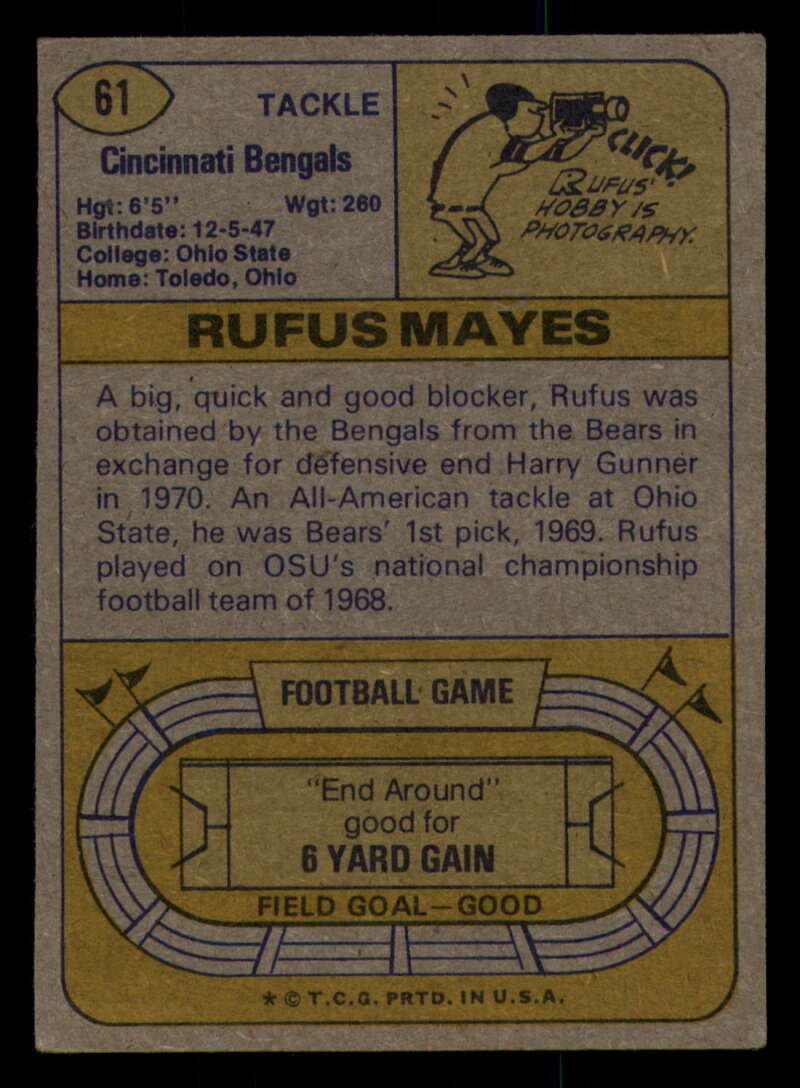 61
TACKLE
Cincinnati Bengals
Hgt: 6'5" Wgt: 260
Birthdate: 12-5-47
College: Ohio State
Home: Toledo, Ohio
CLICK!
RUFUS'
HOBBY IS
PHOTOGRAPHY.
RUFUS MAYES
A big, quick and good blocker, Rufus was
obtained by the Bengals from the Bears in
exchange for defensive end Harry Gunner
in 1970. An All-American tackle at Ohio
State, he was Bears' 1st pick, 1969. Rufus
played on OSU's national championship
football team of 1968.
FOOTBALL GAME
"End Around"
good for
6 YARD GAIN
FIELD GOAL—GOOD
* © T.C.G. PRTD. IN U.S.A.